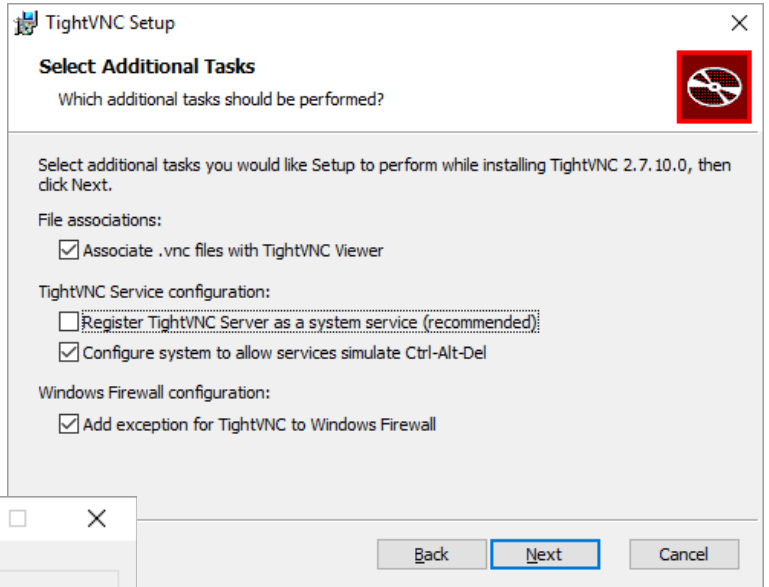 TightVNC Setup
Select Additional Tasks
Which additional tasks should be performed?
Select additional tasks you would like Setup to perform while installing TightVNC 2.7.10.0, then
click Next.
File associations:
Associate .vnc files with TightVNC Viewer
TightVNC Service configuration:
Register TightVNC Server as a system service (recommended)
Configure system to allow services simulate Ctrl-Alt-Del
Windows Firewall configuration:
Add exception for TightVNC to Windows Firewall
Back Next Cancel